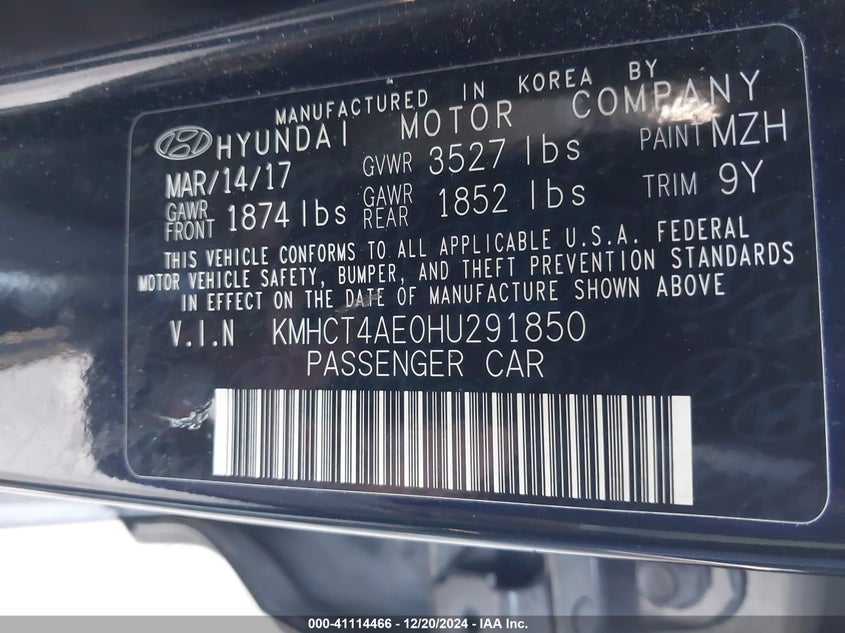 MANUFACTURED IN KOREA BY
HYUNDAI MOTOR COMPANY
MAR/14/17 GVWR 3527 lbs PAINT MZH
GAWR FRONT 1874 lbs GAWR REAR 1852 lbs TRIM 9Y
THIS VEHICLE CONFORMS TO ALL APPLICABLE U.S.A. FEDERAL
MOTOR VEHICLE SAFETY, BUMPER, AND THEFT PREVENTION STANDARDS
IN EFFECT ON THE DATE OF MANUFACTURE SHOWN ABOVE
V.I.N KMHCT4AE0HU291850
PASSENGER CAR
000-41114466 - 12/20/2024 - IAA Inc.